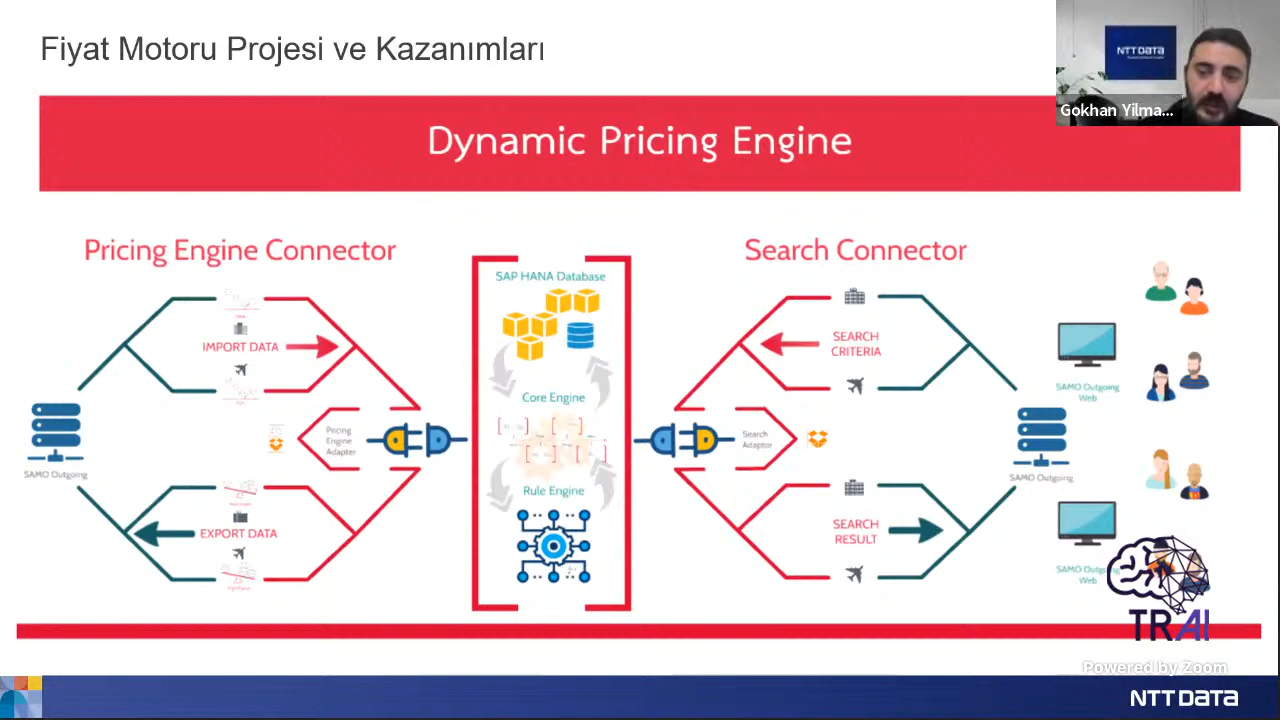 Fiyat Motoru Projesi ve Kazanımları
NTT DATA
Gokhan Yilma...
Dynamic Pricing Engine
Pricing Engine Connector
Search Connector
SAP HANA Database
IMPORT DATA
SEARCH
CRITERIA
SAMO Outgoing
Web
Core Engine
Pricing
Engine
Adapter
Search
Adaptor
SAMO Outgoing
SAMO Outgoing
Rule Engine
EXPORT DATA
SEARCH
RESULT
SAMO Outgoing
Web
TRAI
Powered by Zoom
NTT DATA